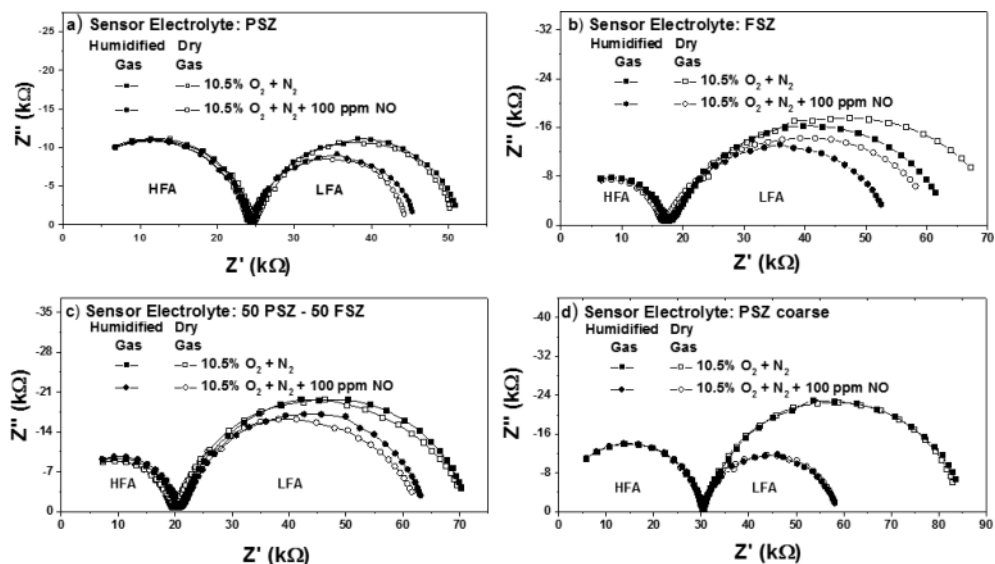 a) Sensor Electrolyte: PSZ
Humidified Dry
Gas Gas
10.5% O2 + N2
10.5% O2 + N2 + 100 ppm NO
HFA
LFA
-25
-20
-15
-10
-5
0
0 10 20 30 40 50
Z'' (kΩ)
Z' (kΩ)
b) Sensor Electrolyte: FSZ
Humidified Dry
Gas Gas
10.5% O2 + N2
10.5% O2 + N2 + 100 ppm NO
HFA
LFA
-32
-24
-16
-8
0
0 10 20 30 40 50 60 70
Z'' (kΩ)
Z' (kΩ)
c) Sensor Electrolyte: 50 PSZ - 50 FSZ
Humidified Dry
Gas Gas
10.5% O2 + N2
10.5% O2 + N2 + 100 ppm NO
HFA
LFA
-35
-28
-21
-14
-7
0
0 10 20 30 40 50 60 70
Z'' (kΩ)
Z' (kΩ)
d) Sensor Electrolyte: PSZ coarse
Humidified Dry
Gas Gas
10.5% O2 + N2
10.5% O2 + N2 + 100 ppm NO
HFA
LFA
-40
-32
-24
-16
-8
0
0 10 20 30 40 50 60 70 80 90
Z'' (kΩ)
Z' (kΩ)